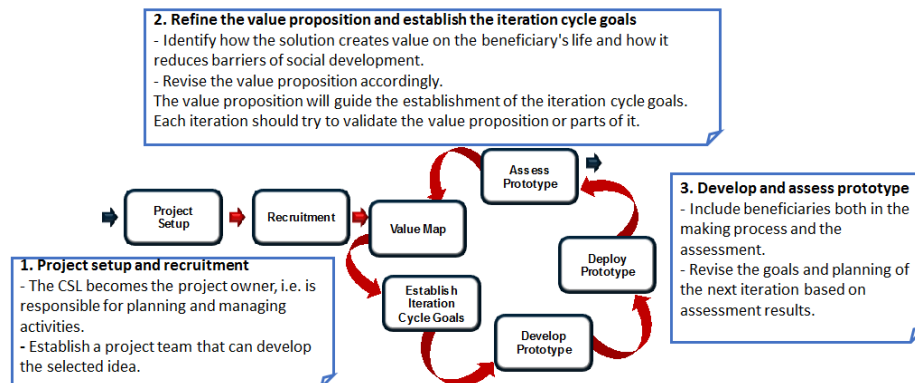 2. Refine the value proposition and establish the iteration cycle goals
- Identify how the solution creates value on the beneficiary's life and how it
reduces barriers of social development.
- Revise the value proposition accordingly.
The value proposition will guide the establishment of the iteration cycle goals.
Each iteration should try to validate the value proposition or parts of it.
Assess
Prototype
Project
Setup
Recruitment
Value Map
Deploy
Prototype
Establish
Iteration
Cycle Goals
Develop
Prototype
3. Develop and assess prototype
- Include beneficiaries both in the
making process and the
assessment.
- Revise the goals and planning of
the next iteration based on
assessment results.
1. Project setup and recruitment
- The CSL becomes the project owner, i.e. is
responsible for planning and managing
activities.
- Establish a project team that can develop
the selected idea.